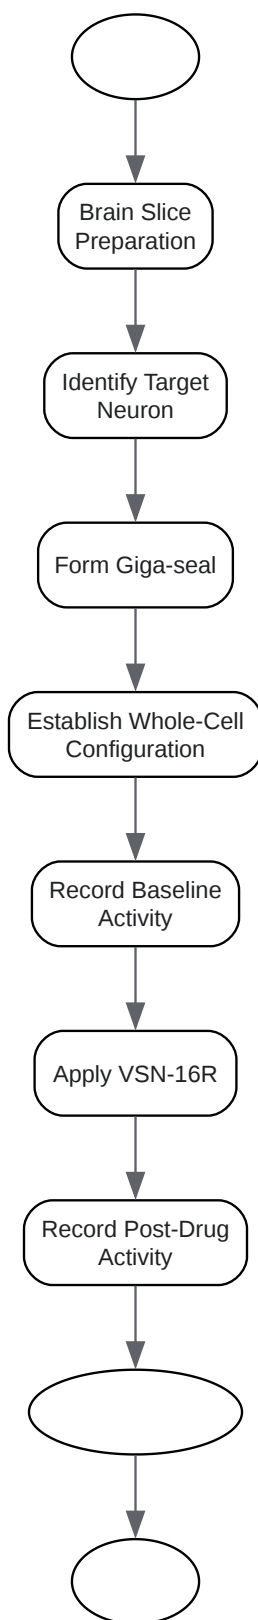 Brain Slice
Preparation
Identify Target
Neuron
Form Giga-seal
Establish Whole-Cell
Configuration
Record Baseline
Activity
Apply VSN-16R
Record Post-Drug
Activity